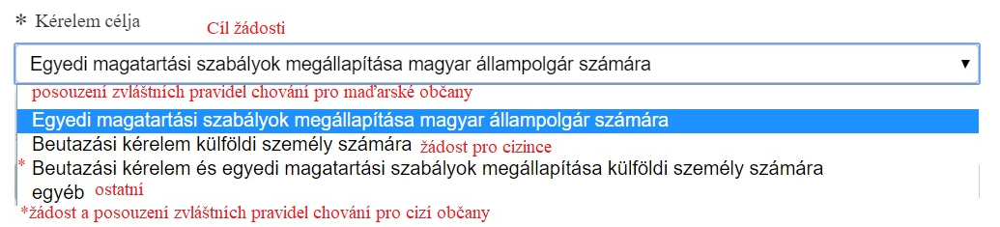 * Kérelem célja Cíl žádosti
Egyedi magatartási szabályok megállapítása magyar állampolgár számára
posouzení zvláštních pravidel chování pro maďarské občany
Egyedi magatartási szabályok megállapítása magyar állampolgár számára
Beutazási kérelem külföldi személy számára žádost pro cizince
* Beutazási kérelem és egyedi magatartási szabályok megállapítása külföldi személy számára
egyéb ostatní
*žádost a posouzení zvláštních pravidel chování pro cizí občany